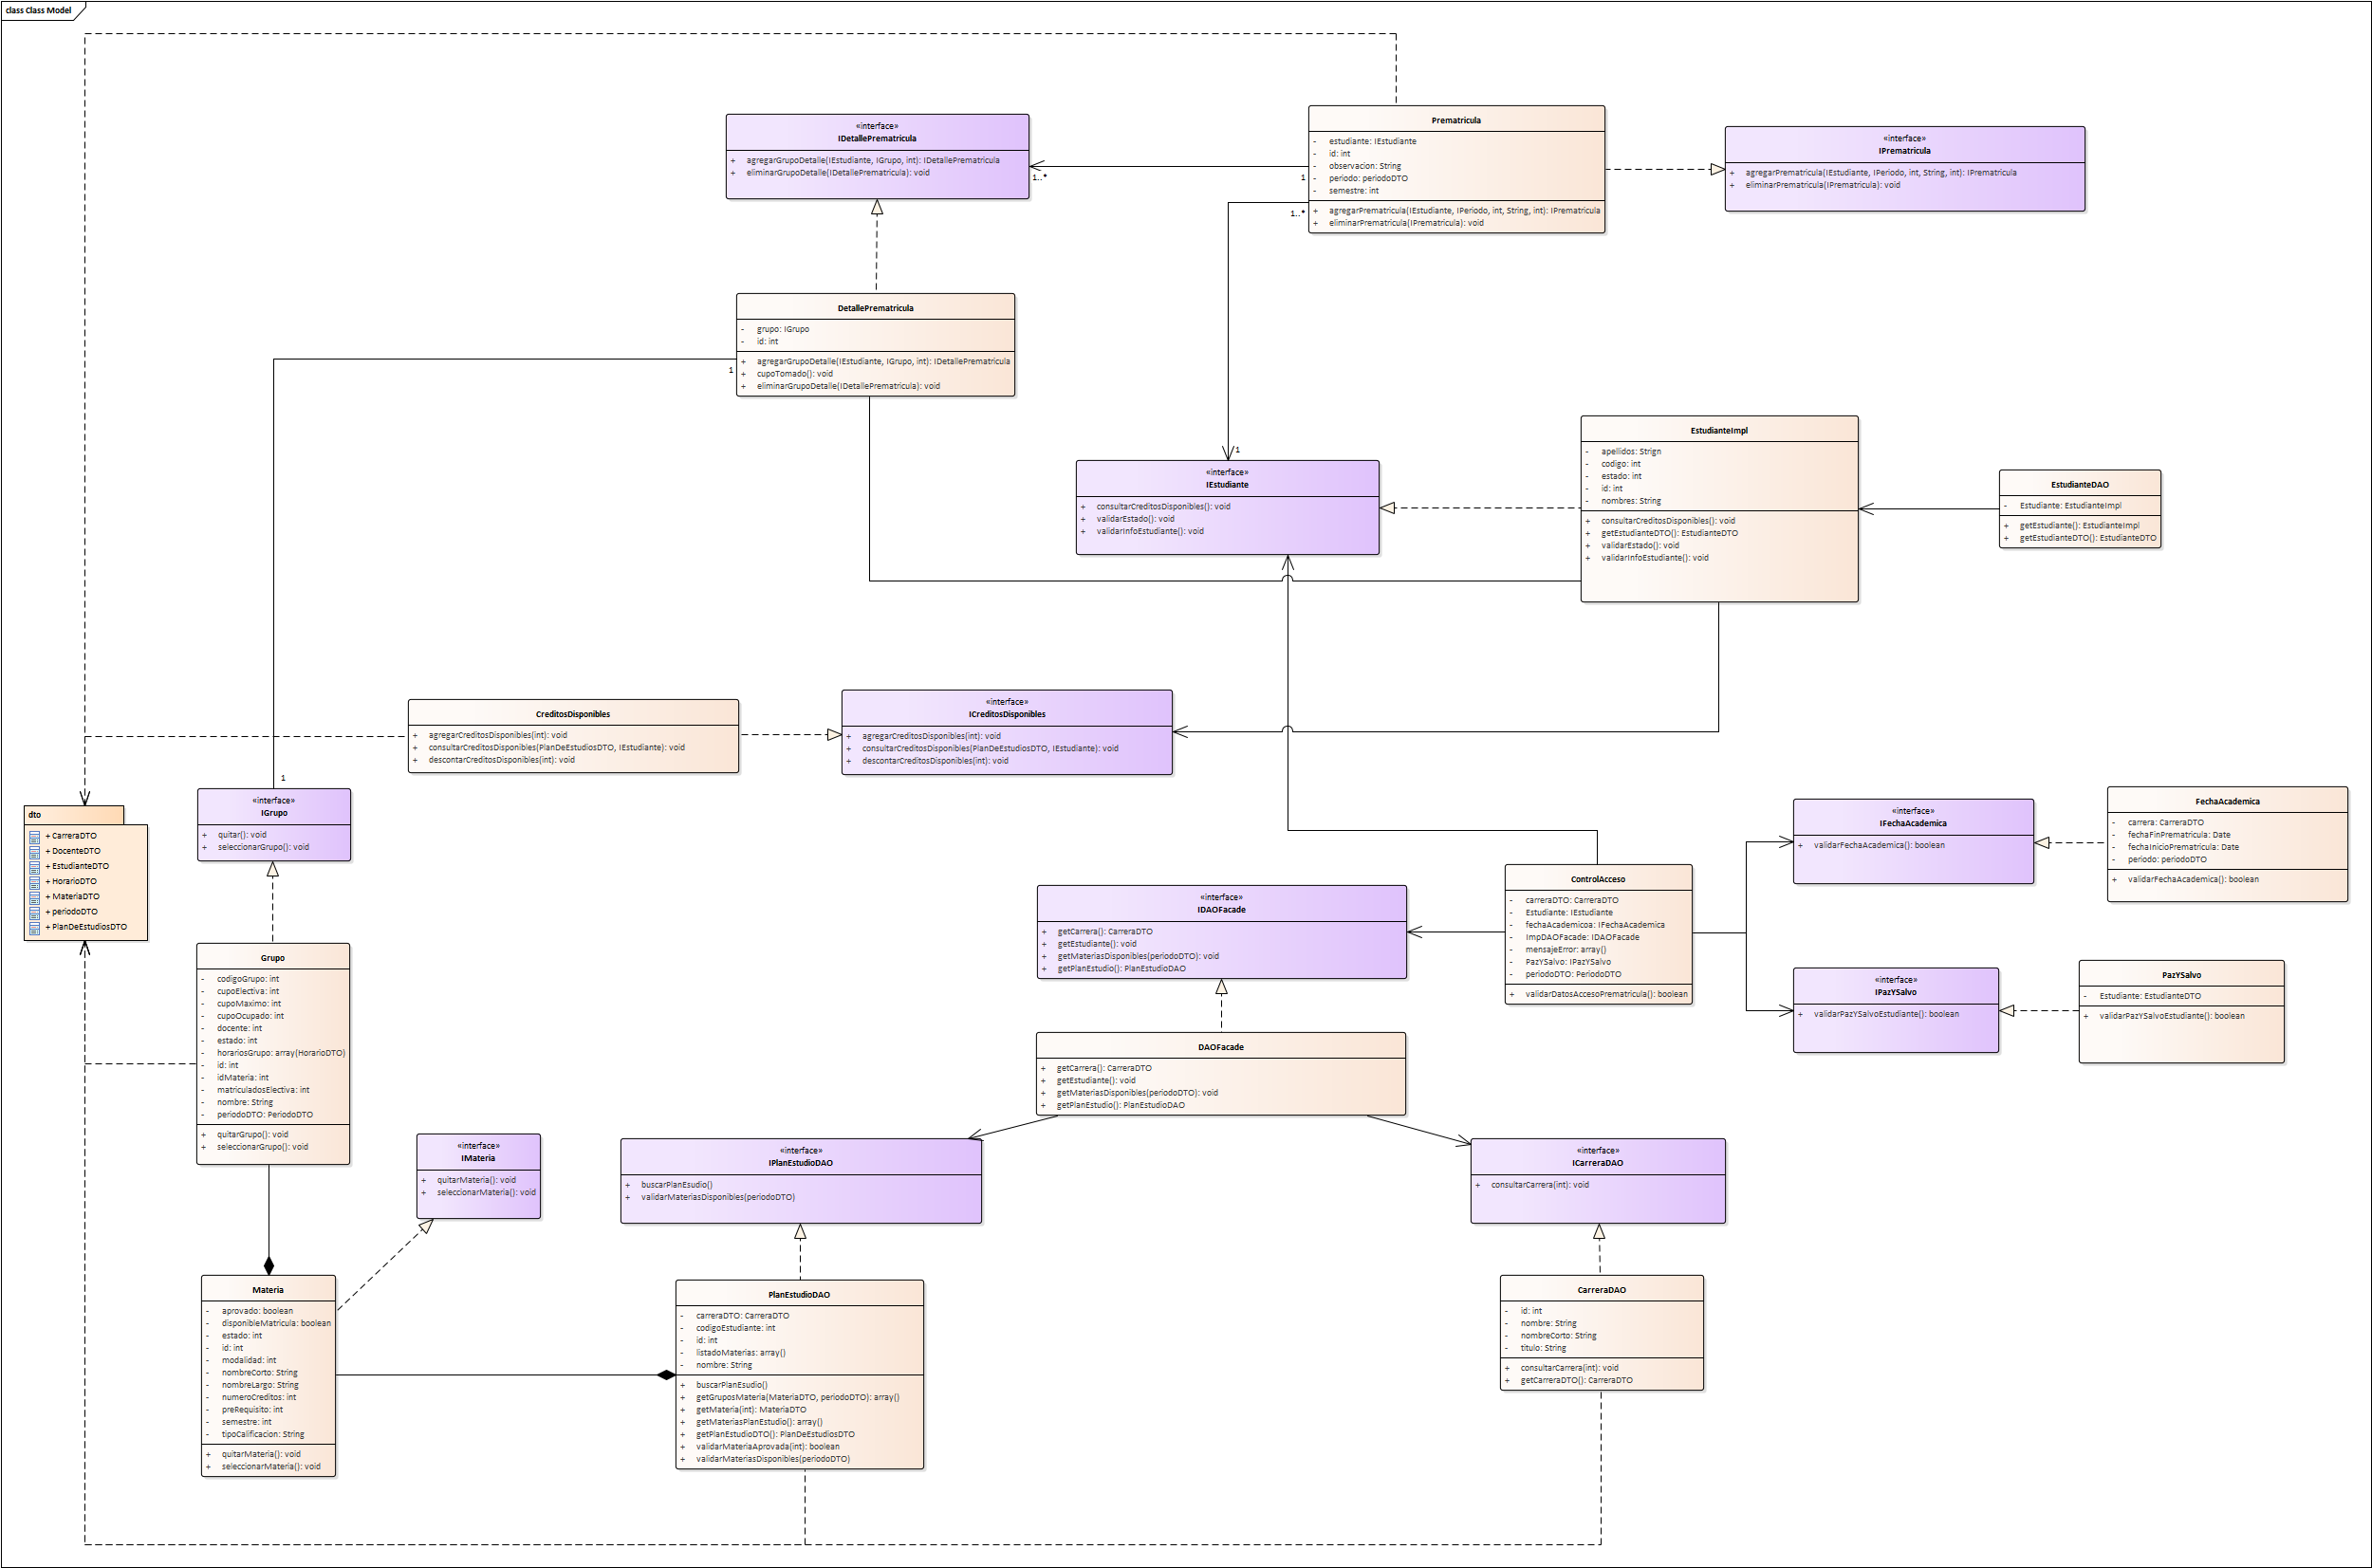 class Class Model
«interface»
IDetallePrematricula
+ agregarGrupoDetalle(IEstudiante, IGrupo, int): IDetallePrematricula
+ eliminarGrupoDetalle(IDetallePrematricula): void
1..*
1
1..*
Prematricula
- estudiante: IEstudiante
- id: int
- observacion: String
- periodo: periodoDTO
- semestre: int
+ agregarPrematricula(IEstudiante, IPeriodo, int, String, int): IPrematricula
+ eliminarPrematricula(IPrematricula): void
«interface»
IPrematricula
+ agregarPrematricula(IEstudiante, IPeriodo, int, String, int): IPrematricula
+ eliminarPrematricula(IPrematricula): void
DetallePrematricula
- grupo: IGrupo
- id: int
+ agregarGrupoDetalle(IEstudiante, IGrupo, int): IDetallePrematricula
+ cupoTomado(): void
+ eliminarGrupoDetalle(IDetallePrematricula): void
1
1
«interface»
IEstudiante
+ consultarCreditosDisponibles(): void
+ validarEstado(): void
+ validarInfoEstudiante(): void
EstudianteImpl
- apellidos: Strign
- codigo: int
- estado: int
- id: int
- nombres: String
+ consultarCreditosDisponibles(): void
+ getEstudianteDTO(): EstudianteDTO
+ validarEstado(): void
+ validarInfoEstudiante(): void
EstudianteDAO
- Estudiante: EstudianteImpl
+ getEstudiante(): EstudianteImpl
+ getEstudianteDTO(): EstudianteDTO
CreditosDisponibles
+ agregarCreditosDisponibles(int): void
+ consultarCreditosDisponibles(PlanDeEstudiosDTO, IEstudiante): void
+ descontarCreditosDisponibles(int): void
«interface»
ICreditosDisponibles
+ agregarCreditosDisponibles(int): void
+ consultarCreditosDisponibles(PlanDeEstudiosDTO, IEstudiante): void
+ descontarCreditosDisponibles(int): void
1
«interface»
IGrupo
+ quitar(): void
+ seleccionarGrupo(): void
dto
+ CarreraDTO
+ DocenteDTO
+ EstudianteDTO
+ HorarioDTO
+ MateriaDTO
+ periodoDTO
+ PlanDeEstudiosDTO
«interface»
IFechaAcademica
+ validarFechaAcademica(): boolean
FechaAcademica
- carrera: CarreraDTO
- fechaFinPrematricula: Date
- fechaInicioPrematricula: Date
- periodo: periodoDTO
+ validarFechaAcademica(): boolean
«interface»
IDAOFacade
+ getCarrera(): CarreraDTO
+ getEstudiante(): void
+ getMateriasDisponibles(periodoDTO): void
+ getPlanEstudio(): PlanEstudioDAO
ControlAcceso
- carreraDTO: CarreraDTO
- Estudiante: IEstudiante
- fechaAcademicoa: IFechaAcademica
- ImpDAOFacade: IDAOFacade
- mensajeError: array()
- PazYSalvo: IPazYSalvo
- periodoDTO: PeriodoDTO
+ validarDatosAccesoPrematricula(): boolean
«interface»
IPazYSalvo
+ validarPazYSalvoEstudiante(): boolean
PazYSalvo
- Estudiante: EstudianteDTO
+ validarPazYSalvoEstudiante(): boolean
Grupo
- codigoGrupo: int
- cupoElectiva: int
- cupoMaximo: int
- cupoOcupado: int
- docente: int
- estado: int
- horariosGrupo: array(HorarioDTO)
- id: int
- idMateria: int
- matriculadosElectiva: int
- nombre: String
- periodoDTO: PeriodoDTO
+ quitarGrupo(): void
+ seleccionarGrupo(): void
DAOFacade
+ getCarrera(): CarreraDTO
+ getEstudiante(): void
+ getMateriasDisponibles(periodoDTO): void
+ getPlanEstudio(): PlanEstudioDAO
«interface»
IMateria
+ quitarMateria(): void
+ seleccionarMateria(): void
«interface»
IPlanEstudioDAO
+ buscarPlanEsudio()
+ validarMateriasDisponibles(periodoDTO)
«interface»
ICarreraDAO
+ consultarCarrera(int): void
Materia
- aprovado: boolean
- disponibleMatricula: boolean
- estado: int
- id: int
- modalidad: int
- nombreCorto: String
- nombreLargo: String
- numeroCreditos: int
- preRequisito: int
- semestre: int
- tipoCalificacion: String
+ quitarMateria(): void
+ seleccionarMateria(): void
PlanEstudioDAO
- carreraDTO: CarreraDTO
- codigoEstudiante: int
- id: int
- listadoMaterias: array()
- nombre: String
+ buscarPlanEsudio()
+ getGruposMateria(MateriaDTO, periodoDTO): array()
+ getMateria(int): MateriaDTO
+ getMateriasPlanEstudio(): array()
+ getPlanEstudioDTO(): PlanDeEstudiosDTO
+ validarMateriaAprovada(int): boolean
+ validarMateriasDisponibles(periodoDTO)
CarreraDAO
- id: int
- nombre: String
- nombreCorto: String
- titulo: String
+ consultarCarrera(int): void
+ getCarreraDTO(): CarreraDTO